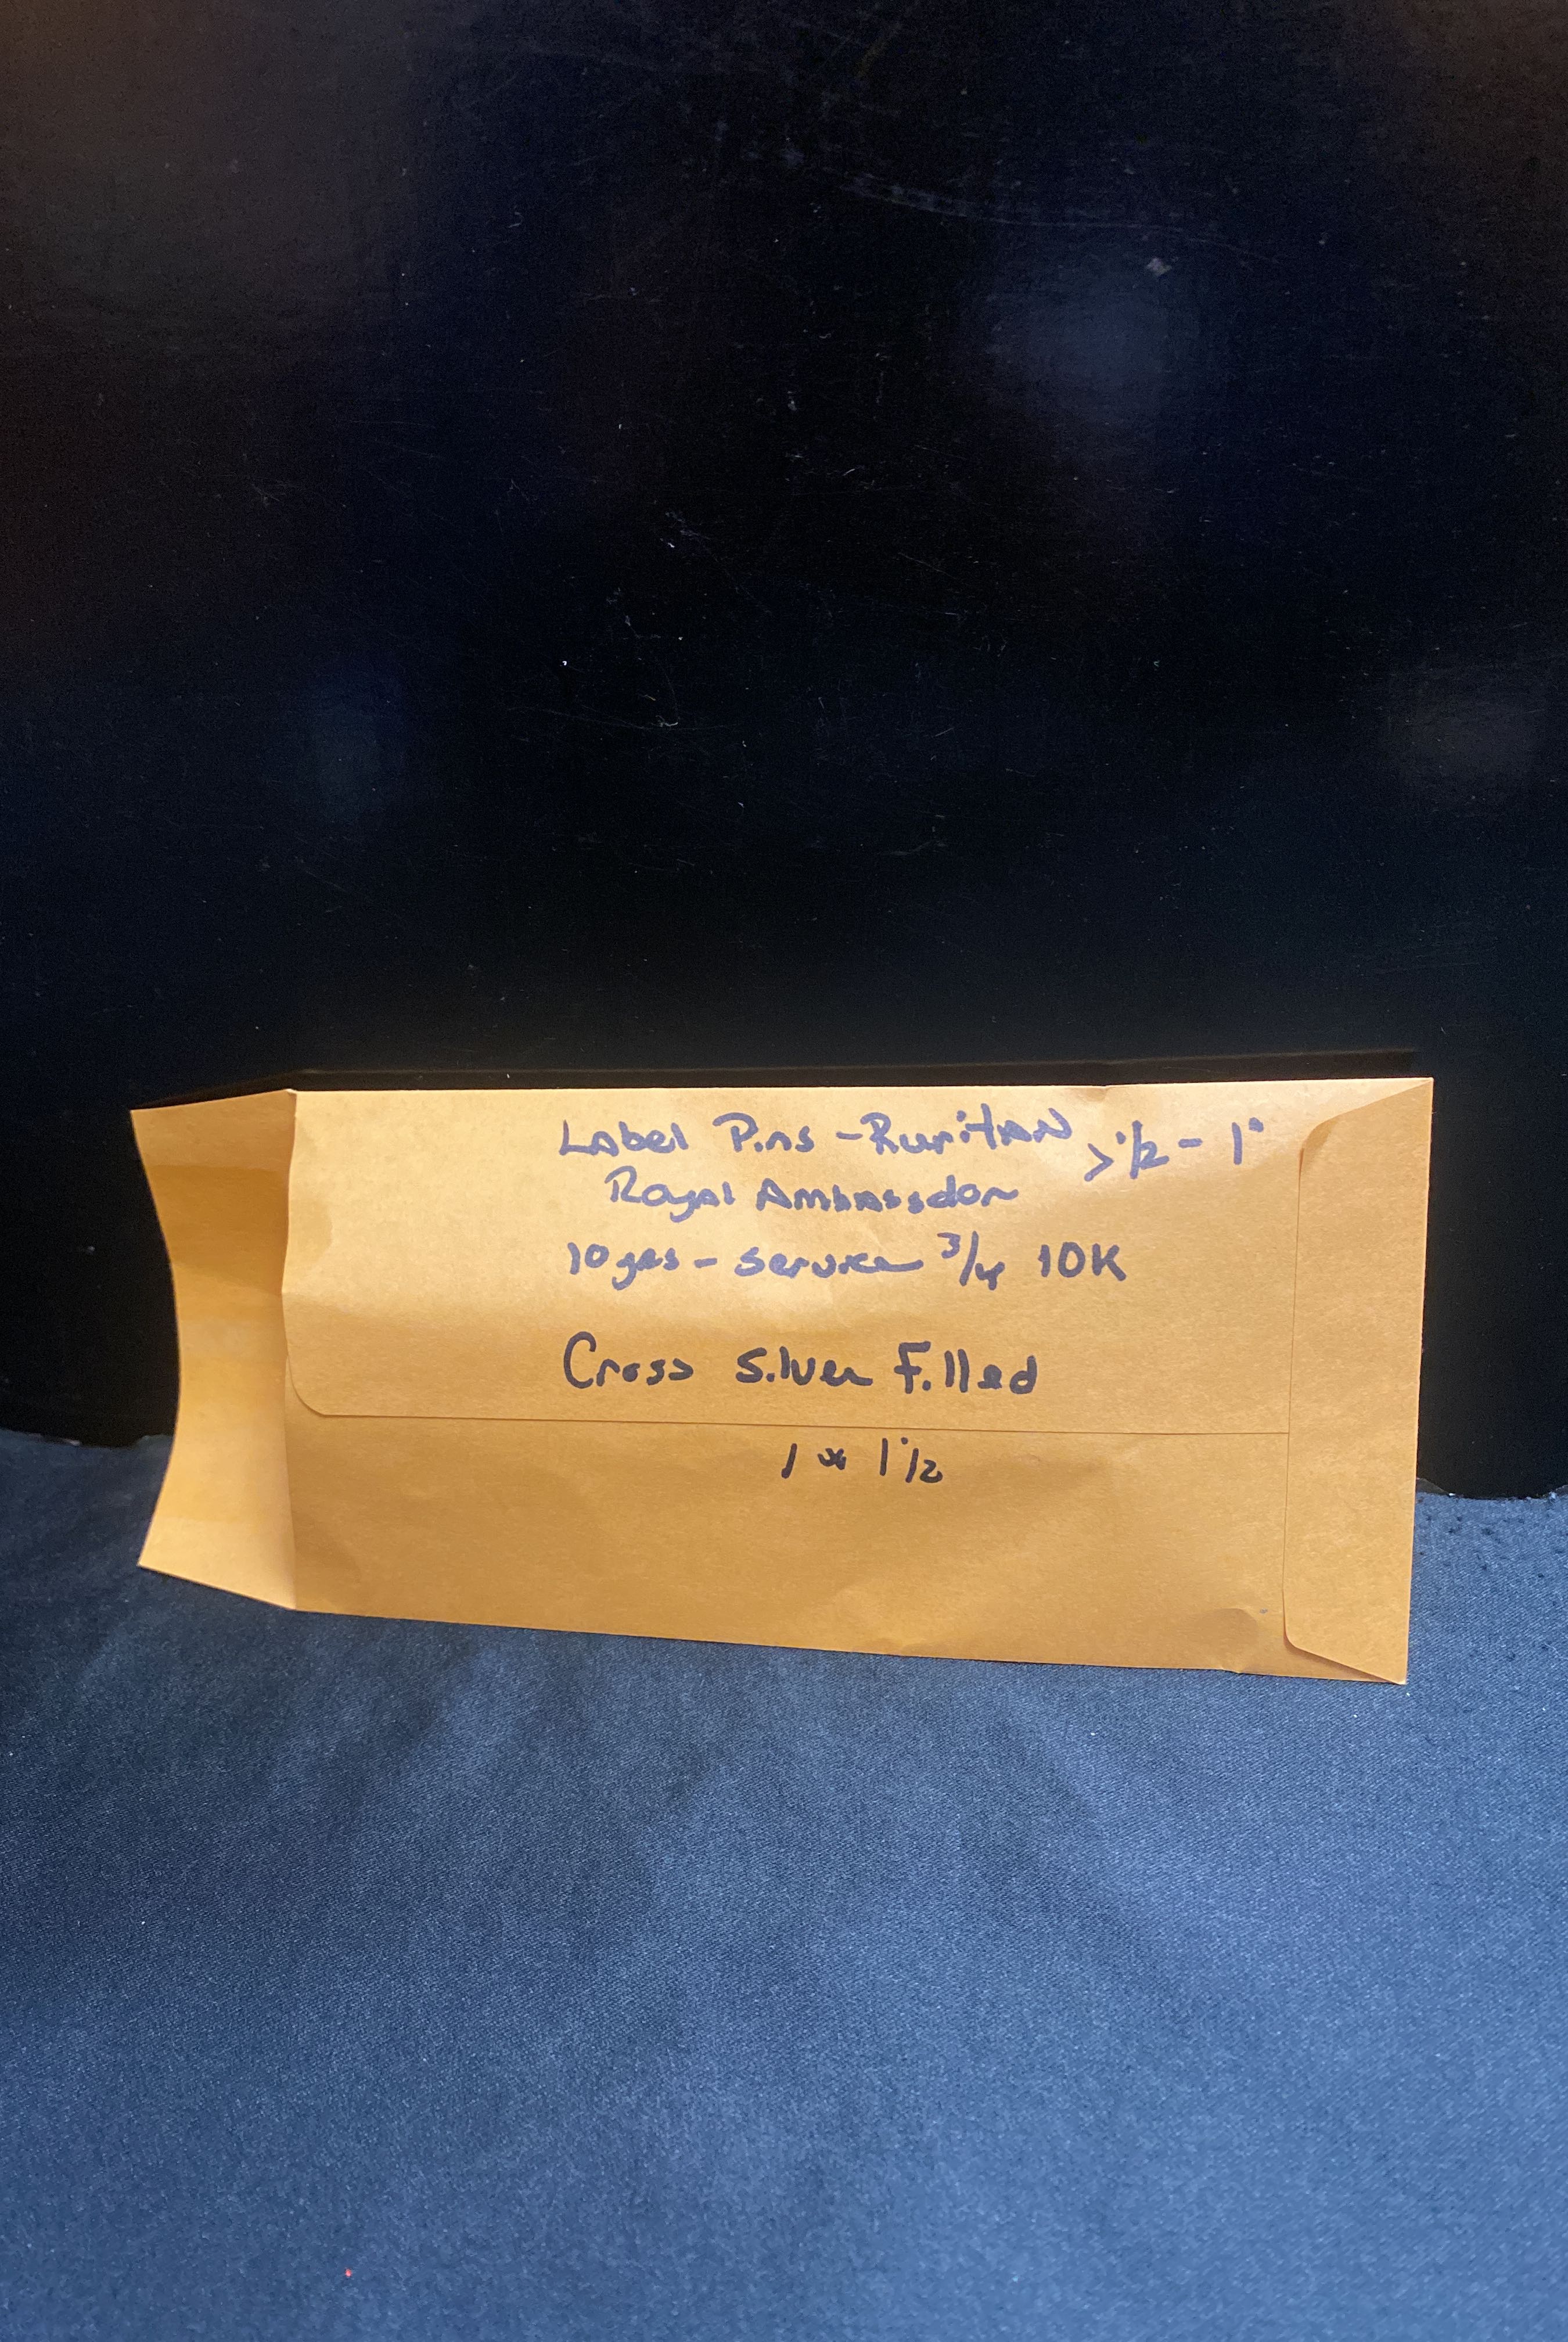 Label Pins - Ruritan > 1/2 - 1"
Royal Ambassdor
10 yrs - Service 3/4 10K
Cross Silver Filled
1 x 1 1/2